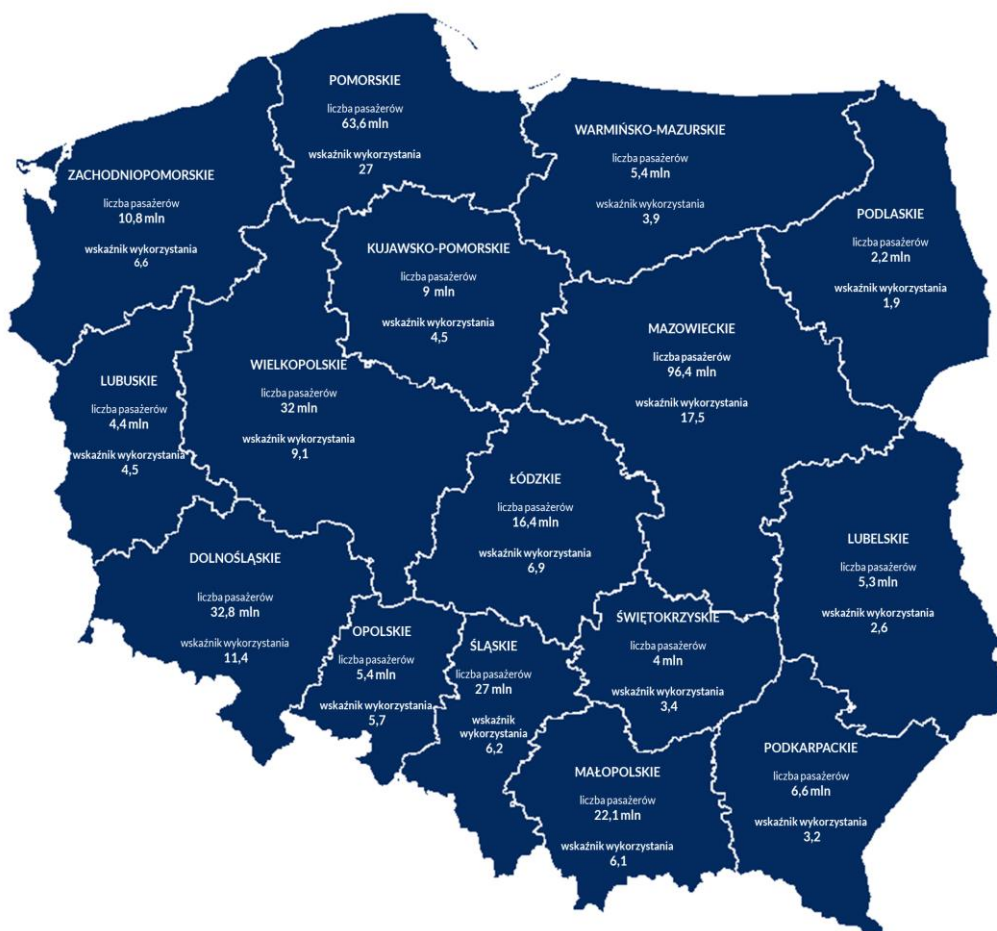 POMORSKIE
liczba pasażerów
63,6 mln
wskaźnik wykorzystania
27
WARMIŃSKO-MAZURSKIE
liczba pasażerów
5,4 mln
wskaźnik wykorzystania
3,9
ZACHODNIOPOMORSKIE
liczba pasażerów
10,8 mln
wskaźnik wykorzystania
6,6
PODLASKIE
liczba pasażerów
2,2 mln
wskaźnik wykorzystania
1,9
KUJAWSKO-POMORSKIE
liczba pasażerów
9 mln
wskaźnik wykorzystania
4,5
MAZOWIECKIE
liczba pasażerów
96,4 mln
wskaźnik wykorzystania
17,5
WIELKOPOLSKIE
liczba pasażerów
32 mln
wskaźnik wykorzystania
9,1
LUBUSKIE
liczba pasażerów
4,4 mln
wskaźnik wykorzystania
4,5
ŁÓDZKIE
liczba pasażerów
16,4 mln
wskaźnik wykorzystania
6,9
LUBELSKIE
liczba pasażerów
5,3 mln
wskaźnik wykorzystania
2,6
DOLNOŚLĄSKIE
liczba pasażerów
32,8 mln
wskaźnik wykorzystania
11,4
OPOLSKIE
liczba pasażerów
5,4 mln
wskaźnik wykorzystania
5,7
ŚLĄSKIE
liczba pasażerów
27 mln
wskaźnik
wykorzystania
6,2
ŚWIĘTOKRZYSKIE
liczba pasażerów
4 mln
wskaźnik wykorzystania
3,4
MAŁOPOLSKIE
liczba pasażerów
22,1 mln
wskaźnik wykorzystania
6,1
PODKARPACKIE
liczba pasażerów
6,6 mln
wskaźnik wykorzystania
3,2